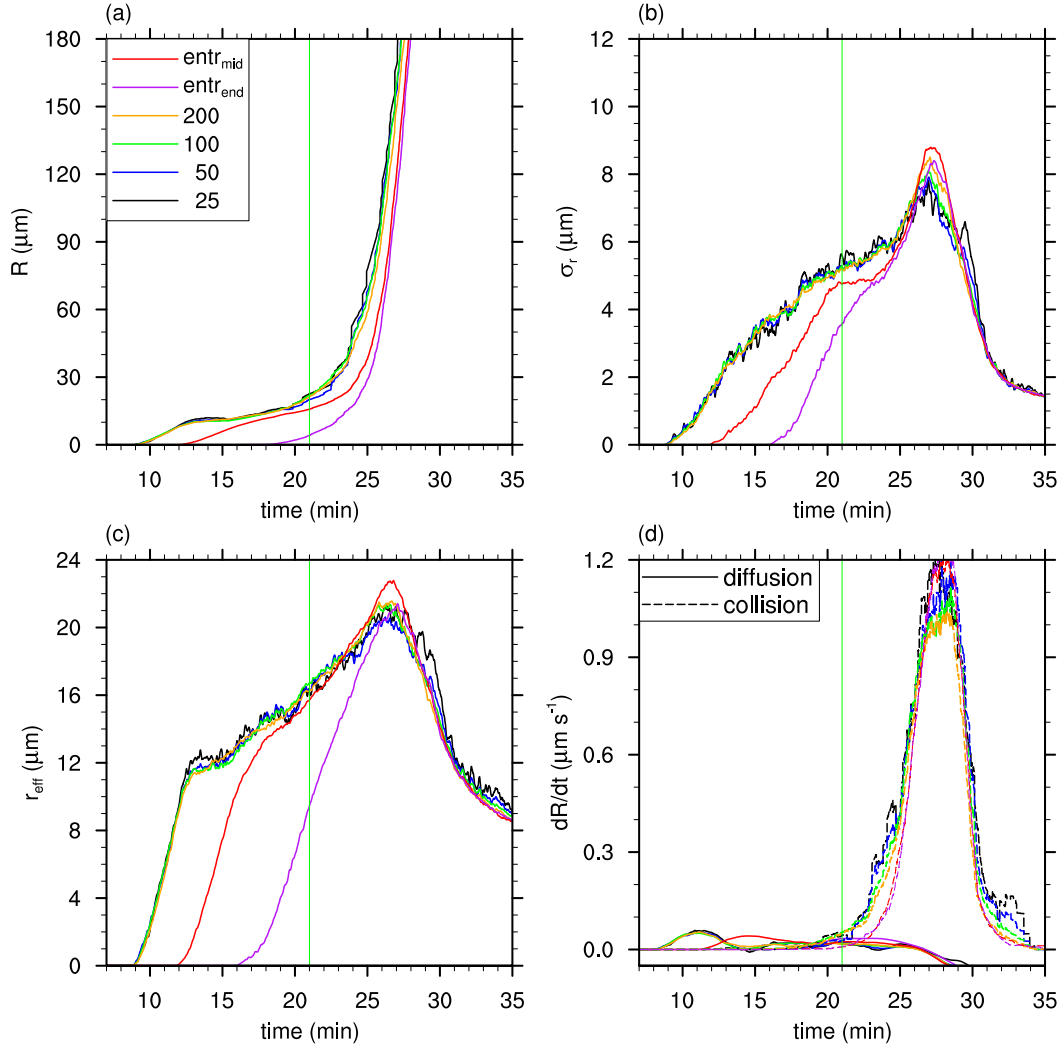 (a)
R (μm)
180
150
120
90
60
30
0
entr_mid
entr_end
200
100
50
25
10 15 20 25 30 35
time (min)
(b)
σ_r (μm)
12
10
8
6
4
2
0
10 15 20 25 30 35
time (min)
(c)
r_eff (μm)
24
20
16
12
8
4
0
10 15 20 25 30 35
time (min)
(d)
dR/dt (μm s⁻¹)
1.2
0.9
0.6
0.3
0.0
diffusion
collision
10 15 20 25 30 35
time (min)